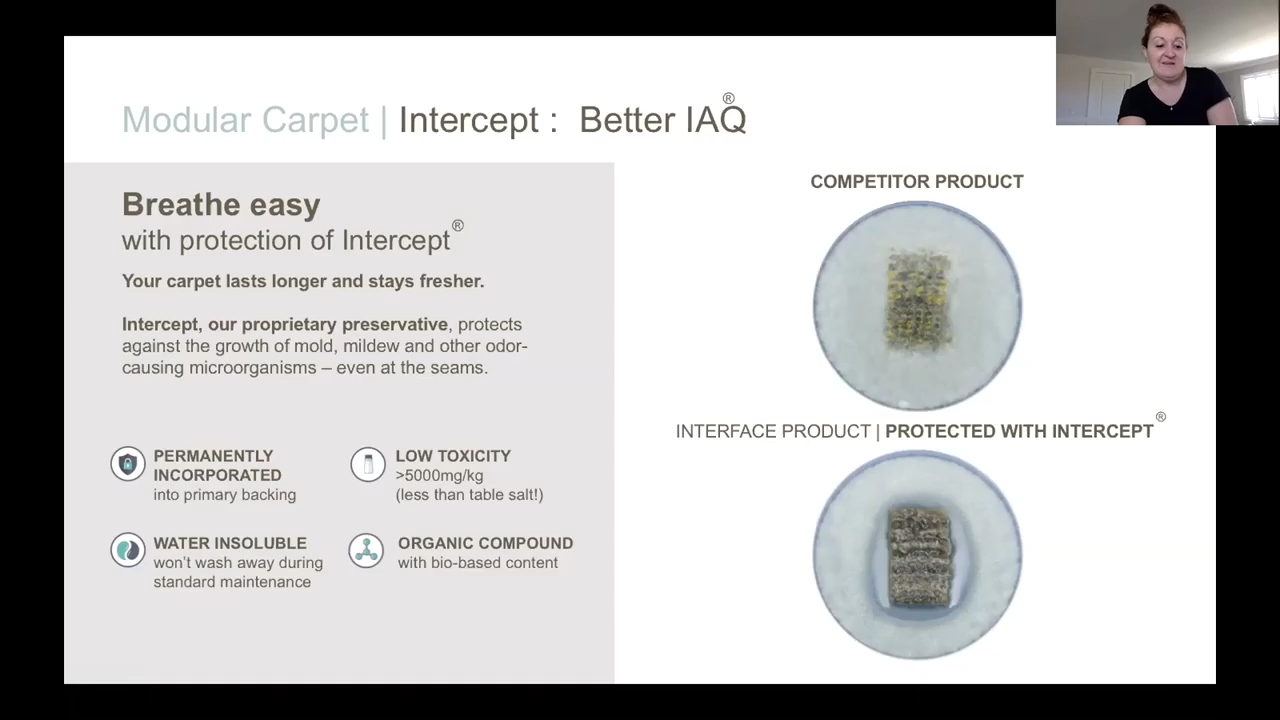 Modular Carpet | Intercept : Better IAQ®
Breathe easy
with protection of Intercept®
Your carpet lasts longer and stays fresher.
Intercept, our proprietary preservative, protects
against the growth of mold, mildew and other odor-
causing microorganisms – even at the seams.
PERMANENTLY
INCORPORATED
into primary backing
LOW TOXICITY
>5000mg/kg
(less than table salt!)
WATER INSOLUBLE
won't wash away during
standard maintenance
ORGANIC COMPOUND
with bio-based content
COMPETITOR PRODUCT
INTERFACE PRODUCT | PROTECTED WITH INTERCEPT®